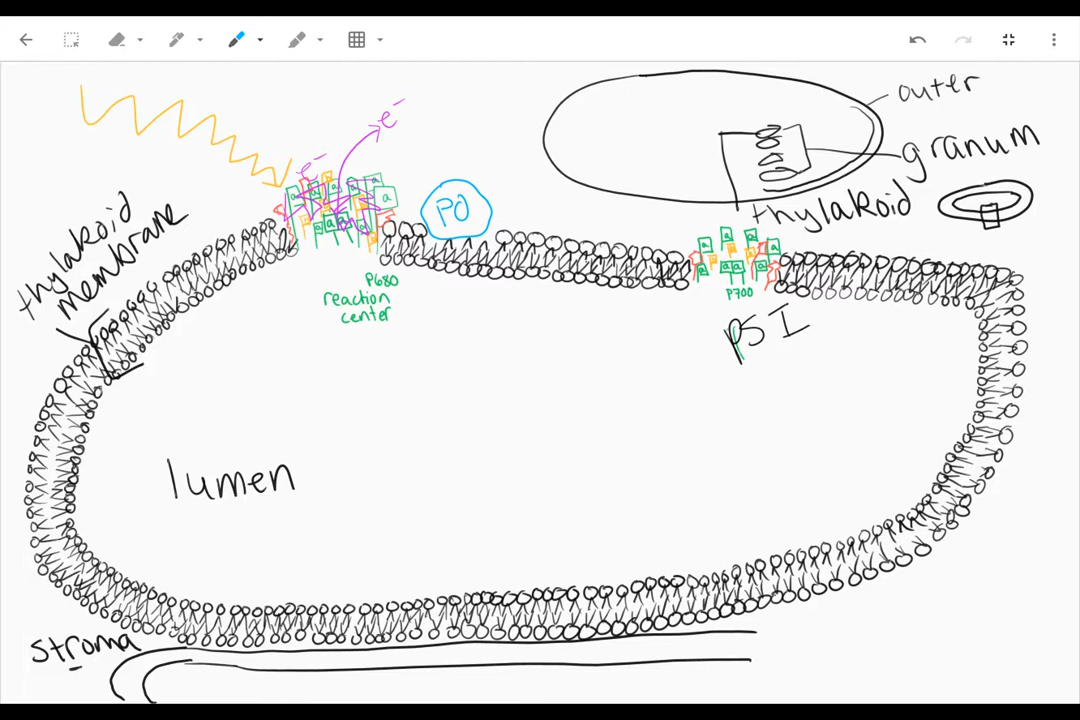 outer
granum
thylakoid
e-
e-
a
a
a
a
a
a
a
a
a
PQ
thylakoid
membrane
a
a
a
a
a
a
a
a
P680
reaction
center
P700
PS I
lumen
stroma